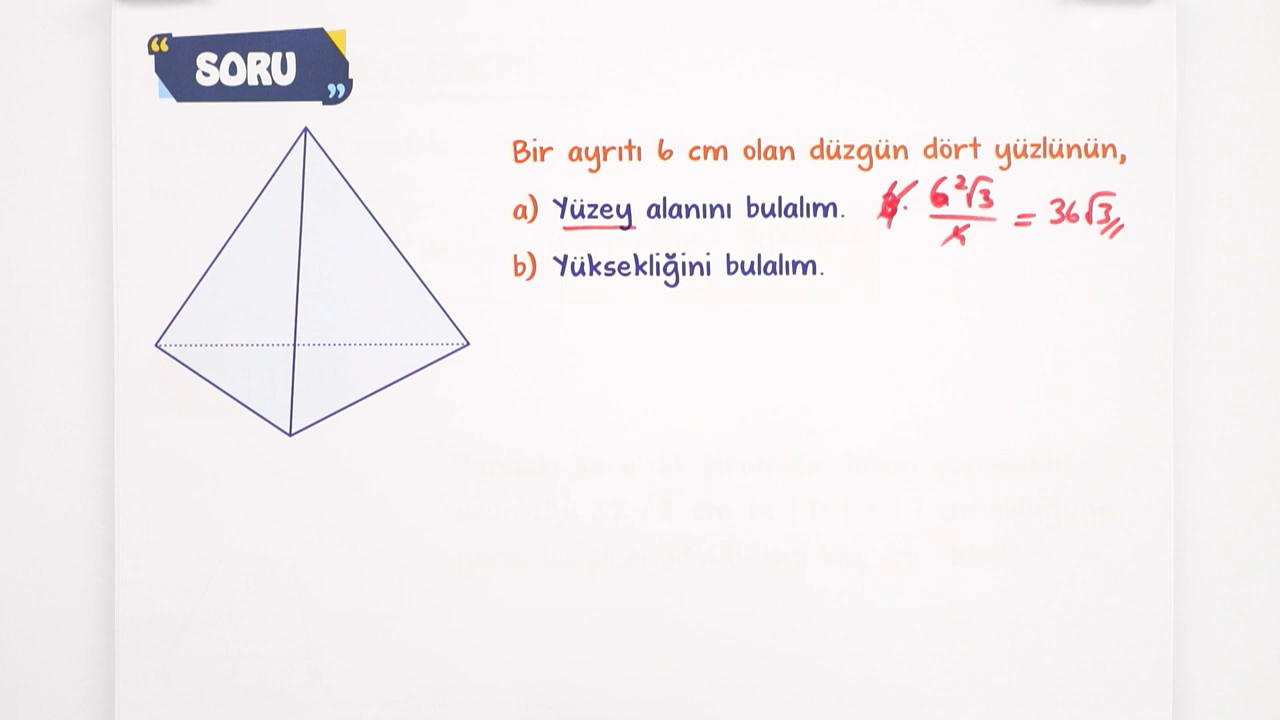 SORU
Bir ayrıtı 6 cm olan düzgün dört yüzlünün,
a) Yüzey alanını bulalım. 4. 6²√3 / 4 = 36√3
b) Yüksekliğini bulalım.